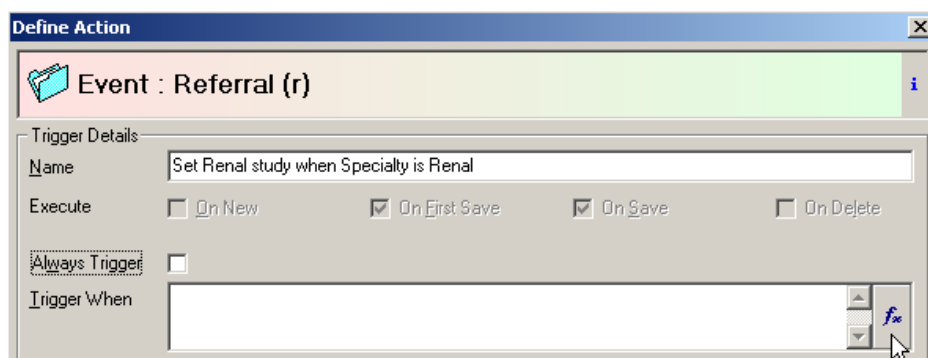 Define Action
Event : Referral (r)
i
Trigger Details
Name Set Renal study when Specialty is Renal
Execute On New On First Save On Save On Delete
Always Trigger
Trigger When
fx